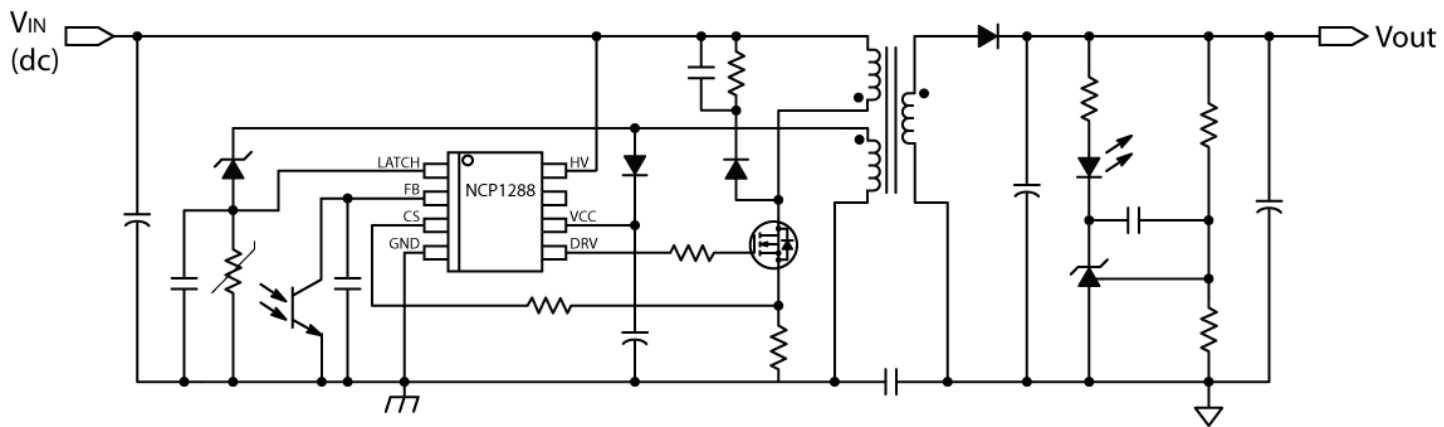 VIN
(dc)
Vout
LATCH
HV
NCP1288
FB
CS
VCC
GND
DRV